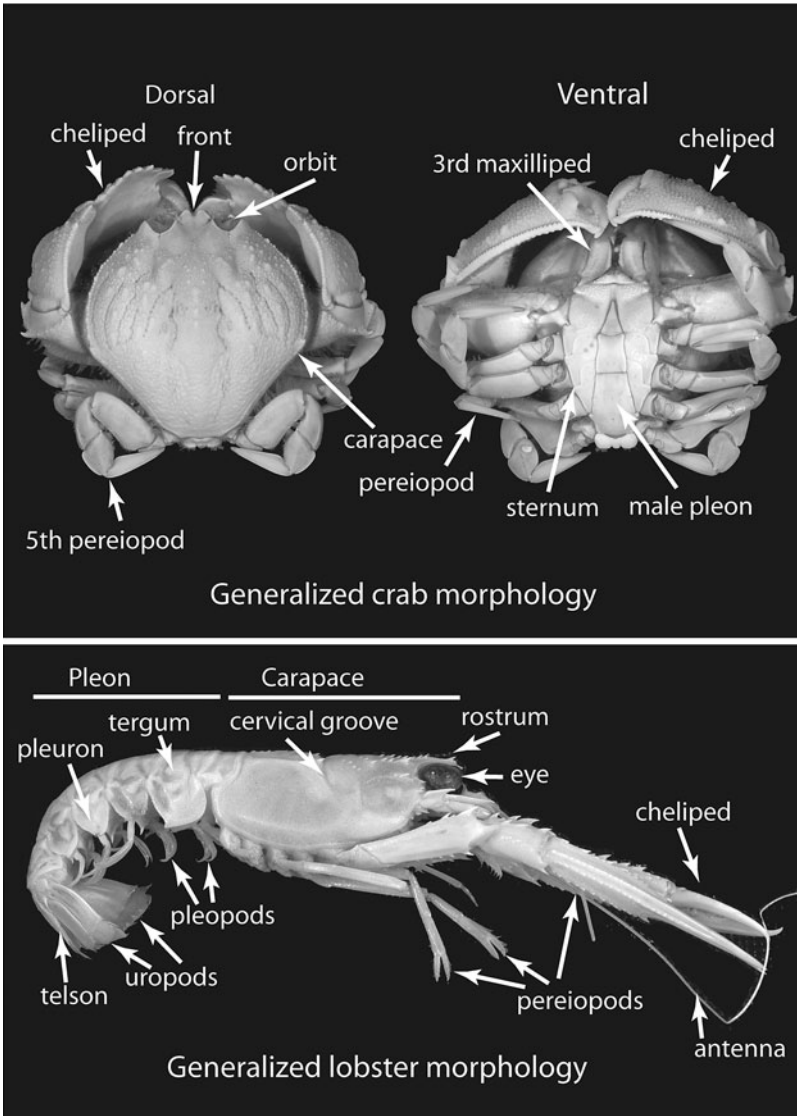 Dorsal
Ventral
cheliped
front
orbit
3rd maxilliped
cheliped
carapace
pereiopod
sternum
male pleon
5th pereiopod
Generalized crab morphology
Pleon
Carapace
tergum
cervical groove
rostrum
pleuron
eye
cheliped
pleopods
uropods
telson
pereiopods
antenna
Generalized lobster morphology